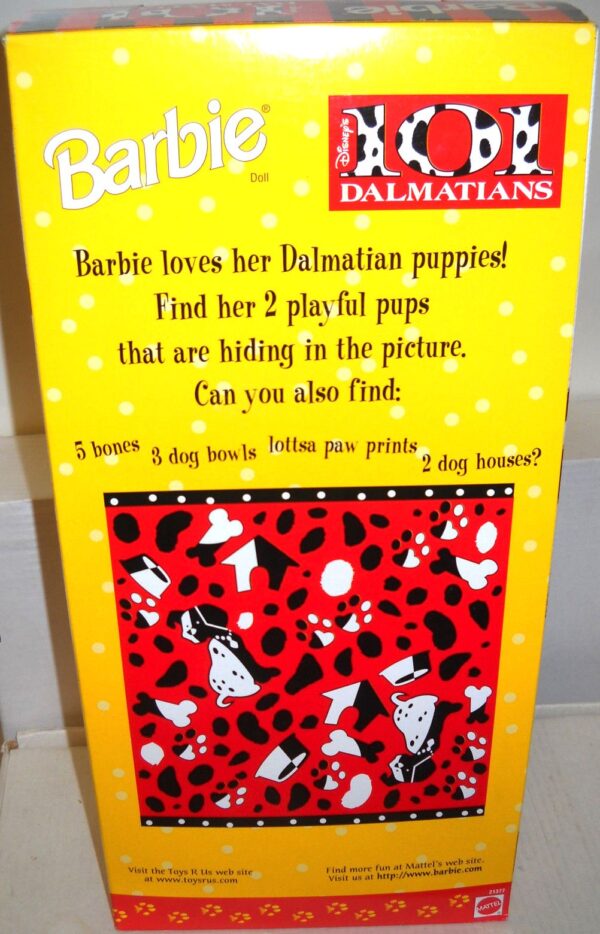 Barbie
Barbie®
Doll
DISNEY'S
101
DALMATIANS
Barbie loves her Dalmatian puppies!
Find her 2 playful pups
that are hiding in the picture.
Can you also find:
5 bones 3 dog bowls lottsa paw prints 2 dog houses?
Visit the Toys R Us web site
at www.toysrus.com
Find more fun at Mattel's web site.
Visit us at http://www.barbie.com
MATTEL